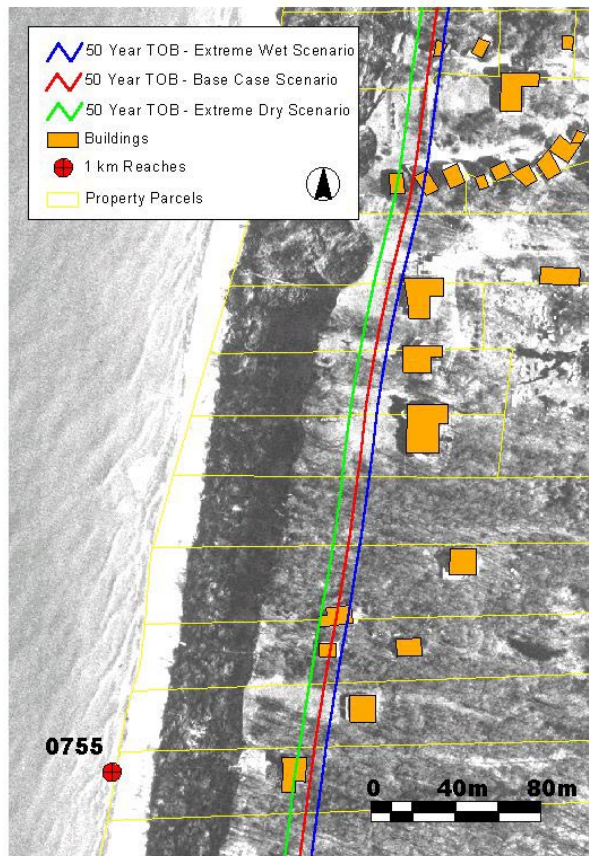 50 Year TOB - Extreme Wet Scenario
50 Year TOB - Base Case Scenario
50 Year TOB - Extreme Dry Scenario
Buildings
1 km Reaches
Property Parcels
0755
0 40m 80m